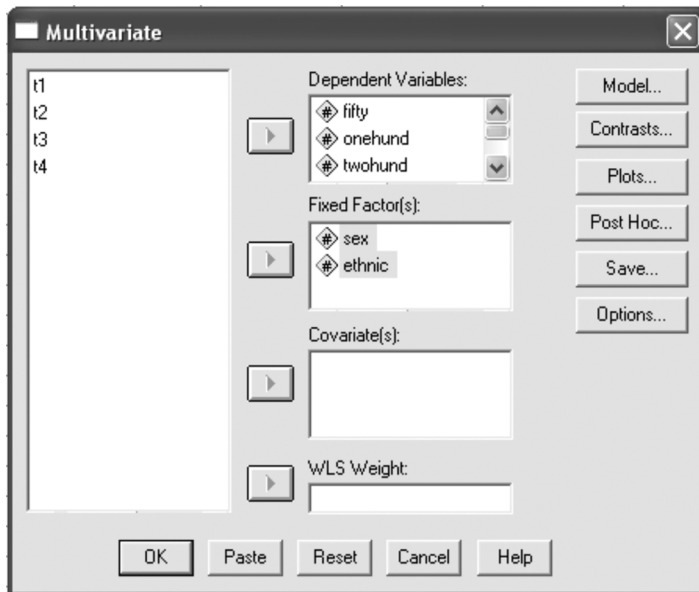 Multivariate
t1
t2
t3
t4
Dependent Variables:
fifty
onehund
twohund
Fixed Factor(s):
sex
ethnic
Covariate(s):
WLS Weight:
Model...
Contrasts...
Plots...
Post Hoc...
Save...
Options...
OK
Paste
Reset
Cancel
Help